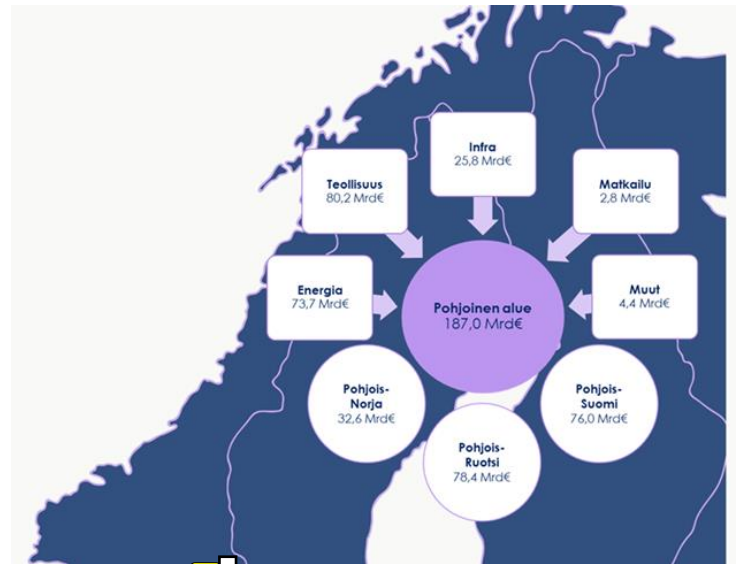 Infra
25,8 Mrd€
Teollisuus
80,2 Mrd€
Matkailu
2,8 Mrd€
Energia
73,7 Mrd€
Pohjoinen alue
187,0 Mrd€
Muut
4,4 Mrd€
Pohjois-
Norja
32,6 Mrd€
Pohjois-
Suomi
76,0 Mrd€
Pohjois-
Ruotsi
78,4 Mrd€